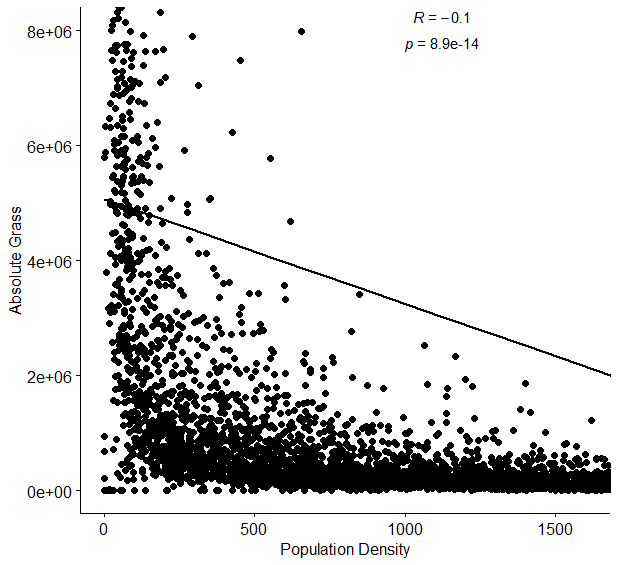 R = −0.1
p = 8.9e-14
8e+06
6e+06
4e+06
2e+06
0e+00
Absolute Grass
0 500 1000 1500
Population Density